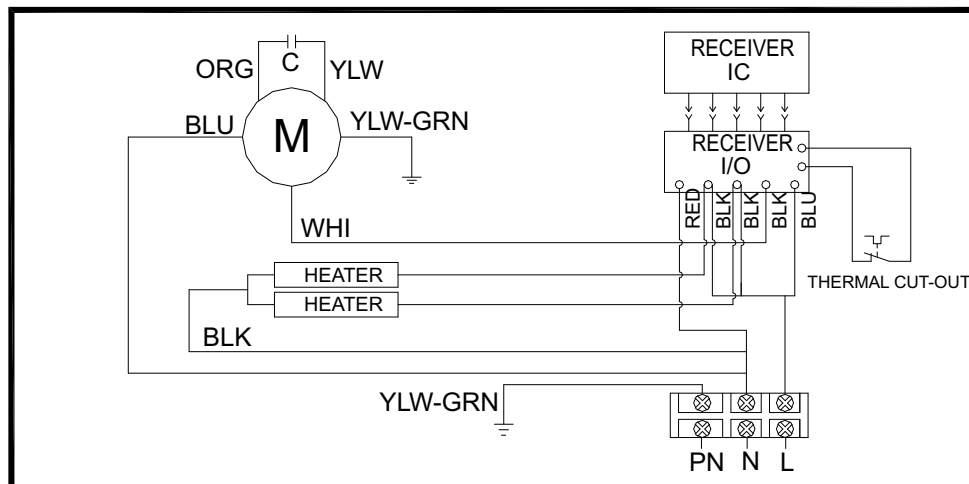 ORG
C
YLW
BLU
M
YLW-GRN
RECEIVER
IC
RECEIVER
I/O
RED
BLK
BLK
BLK
BLU
WHI
HEATER
HEATER
THERMAL CUT-OUT
BLK
YLW-GRN
PN N L